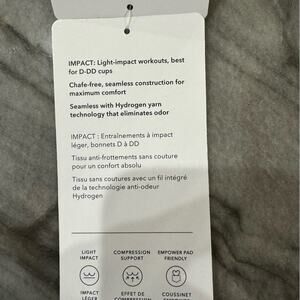 IMPACT: Light-impact workouts, best
for D-DD cups
Chafe-free, seamless construction for
maximum comfort
Seamless with Hydrogen yarn
technology that eliminates odor
IMPACT : Entraînements à impact
léger, bonnets D à DD
Tissu anti-frottements sans couture
pour un confort absolu
Tissu sans coutures avec un fil intégré
de la technologie anti-odeur
Hydrogen
LIGHT
IMPACT
COMPRESSION
SUPPORT
EMPOWER PAD
FRIENDLY
IMPACT
LÉGER
EFFET DE
COMPRESSION
COUSSINET